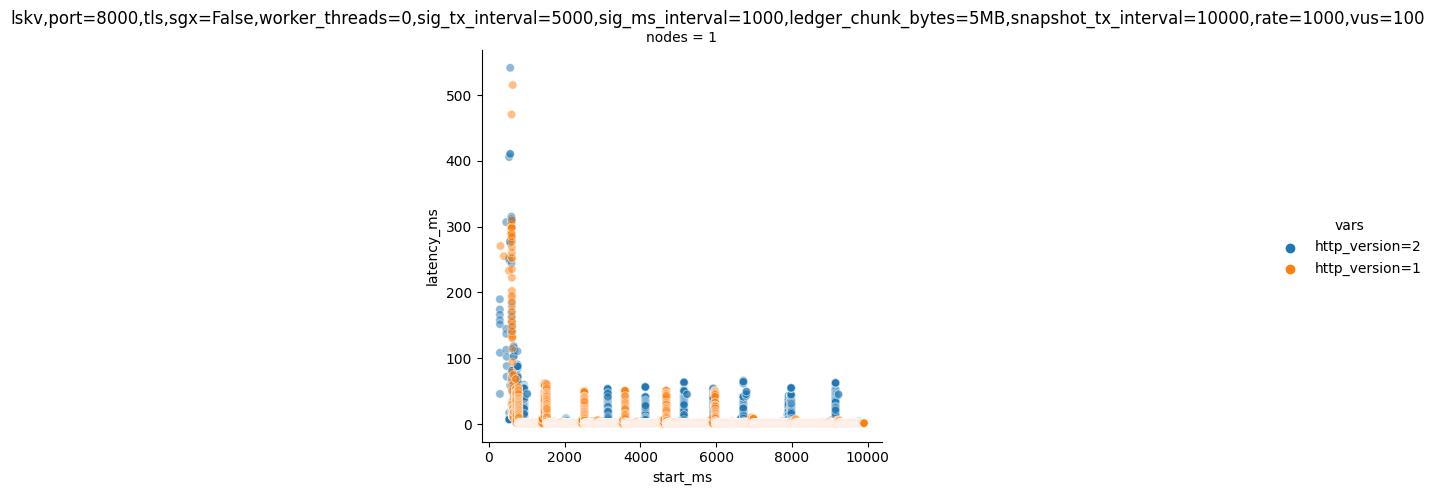 lskv,port=8000,tls,sgx=False,worker_threads=0,sig_tx_interval=5000,sig_ms_interval=1000,ledger_chunk_bytes=5MB,snapshot_tx_interval=10000,rate=1000,vus=100
nodes = 1
500
400
300
200
100
0
latency_ms
0 2000 4000 6000 8000 10000
start_ms
vars
http_version=2
http_version=1